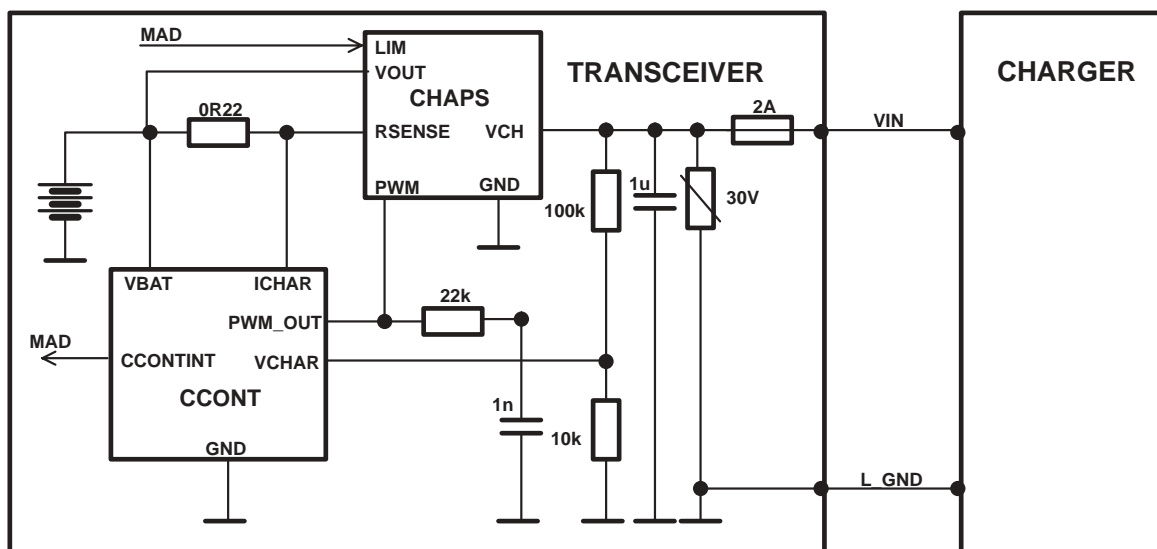 MAD
LIM
VOUT
TRANSCEIVER
CHARGER
CHAPS
0R22
2A
VIN
RSENSE
VCH
PWM
GND
1u
30V
100k
VBAT
ICHAR
22k
PWM_OUT
MAD
CCONTINT
VCHAR
CCONT
1n
10k
GND
L_GND